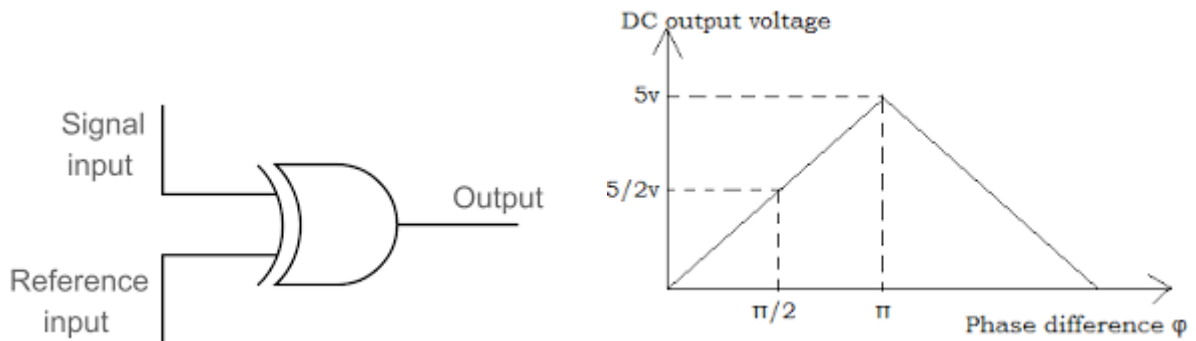 Signal
input
Reference
input
Output
DC output voltage
5v
5/2v
π/2
π
Phase difference φ